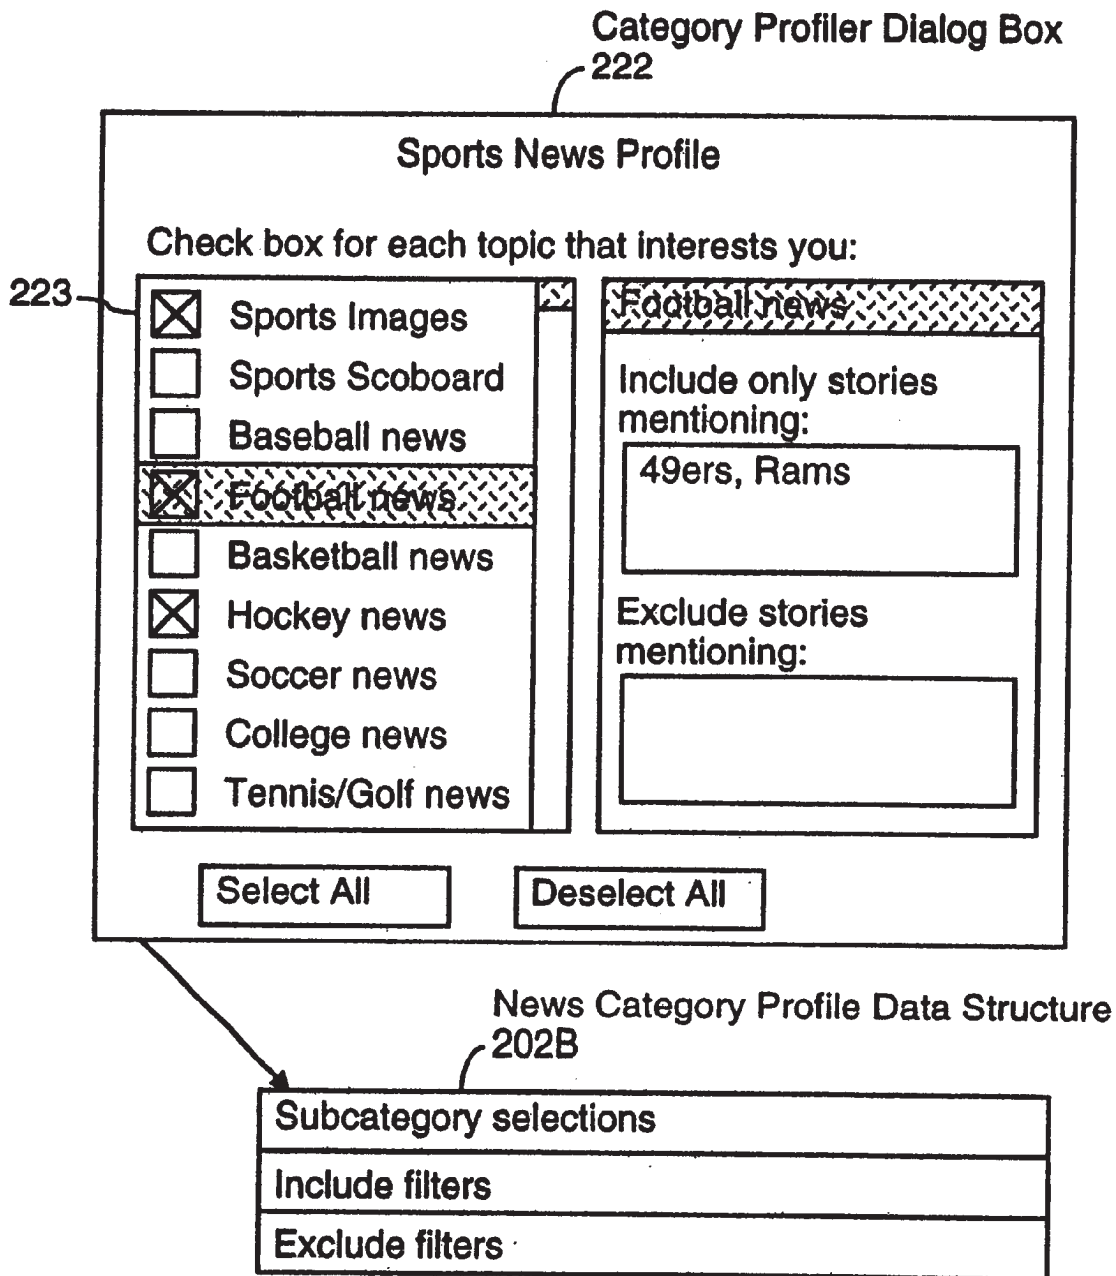 Category Profiler Dialog Box
222
Sports News Profile
Check box for each topic that interests you:
223
Sports Images
Sports Scoboard
Baseball news
Football news
Basketball news
Hockey news
Soccer news
College news
Tennis/Golf news
Football news
Include only stories
mentioning:
49ers, Rams
Exclude stories
mentioning:
Select All
Deselect All
News Category Profile Data Structure
202B
Subcategory selections
Include filters
Exclude filters